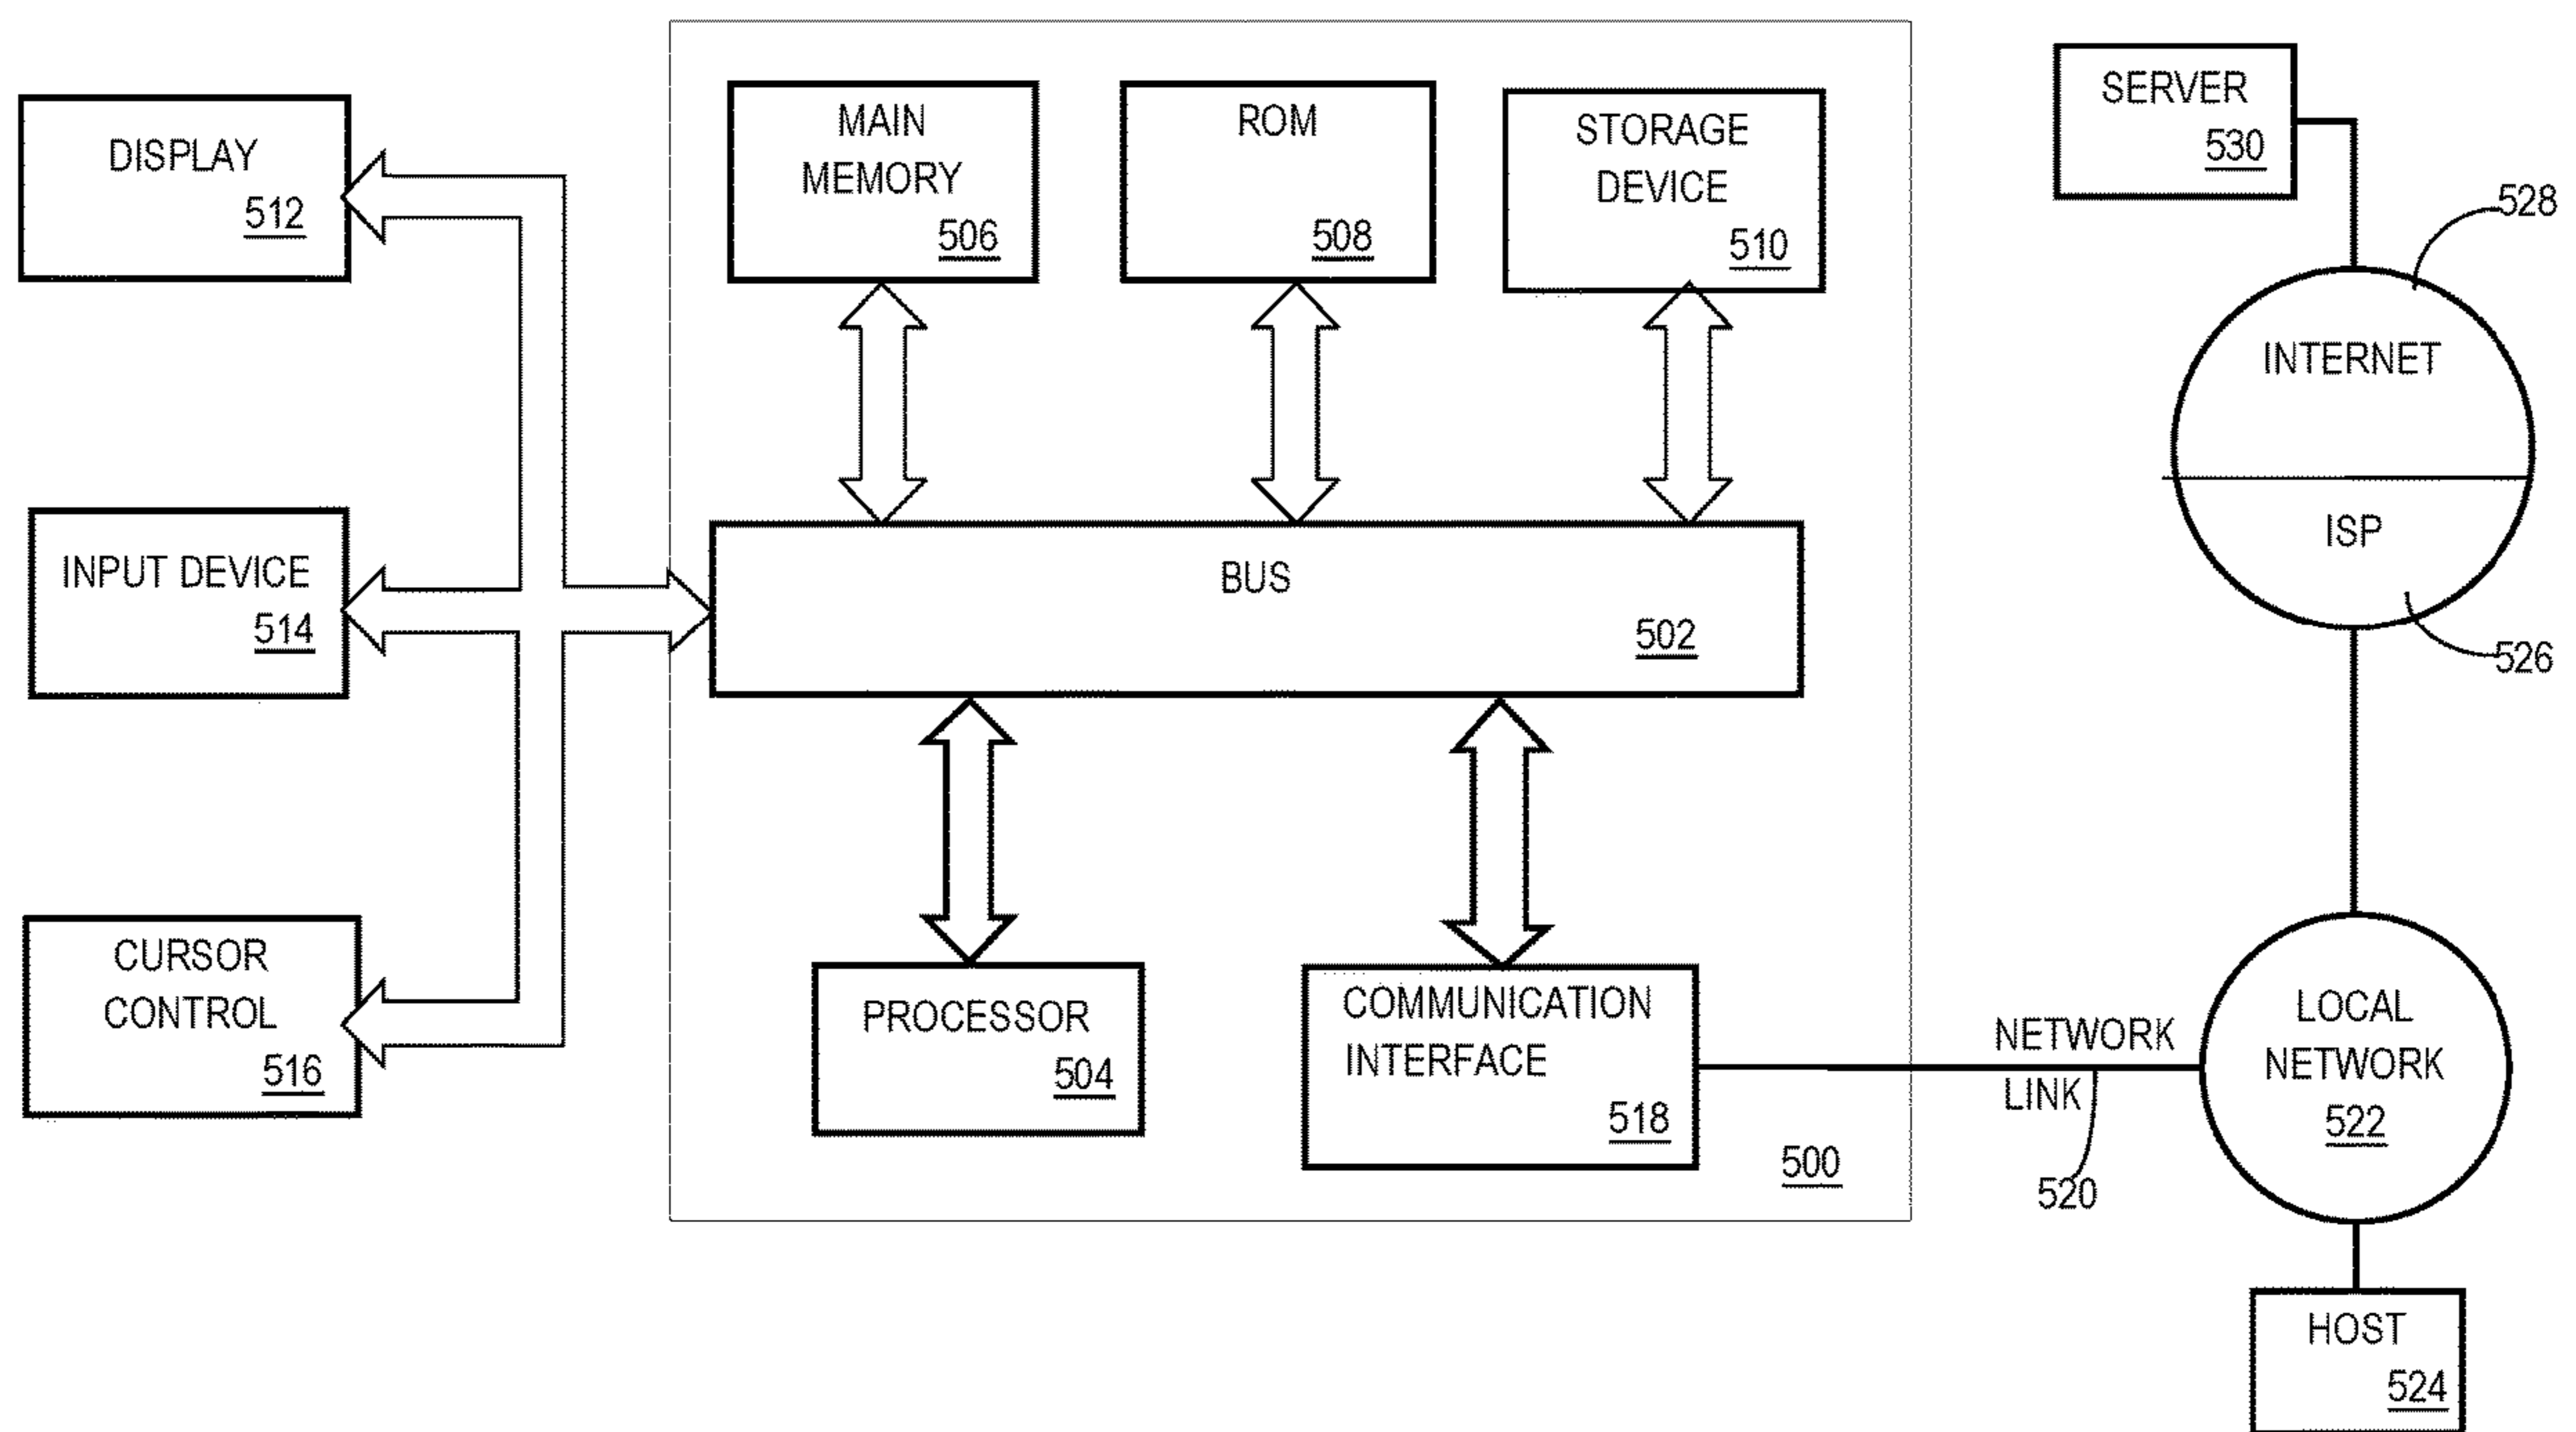 DISPLAY
512
INPUT DEVICE
514
CURSOR
CONTROL
516
MAIN
MEMORY
506
ROM
508
STORAGE
DEVICE
510
BUS
502
PROCESSOR
504
COMMUNICATION
INTERFACE
518
500
SERVER
530
528
INTERNET
ISP
526
NETWORK
LINK
520
LOCAL
NETWORK
522
HOST
524